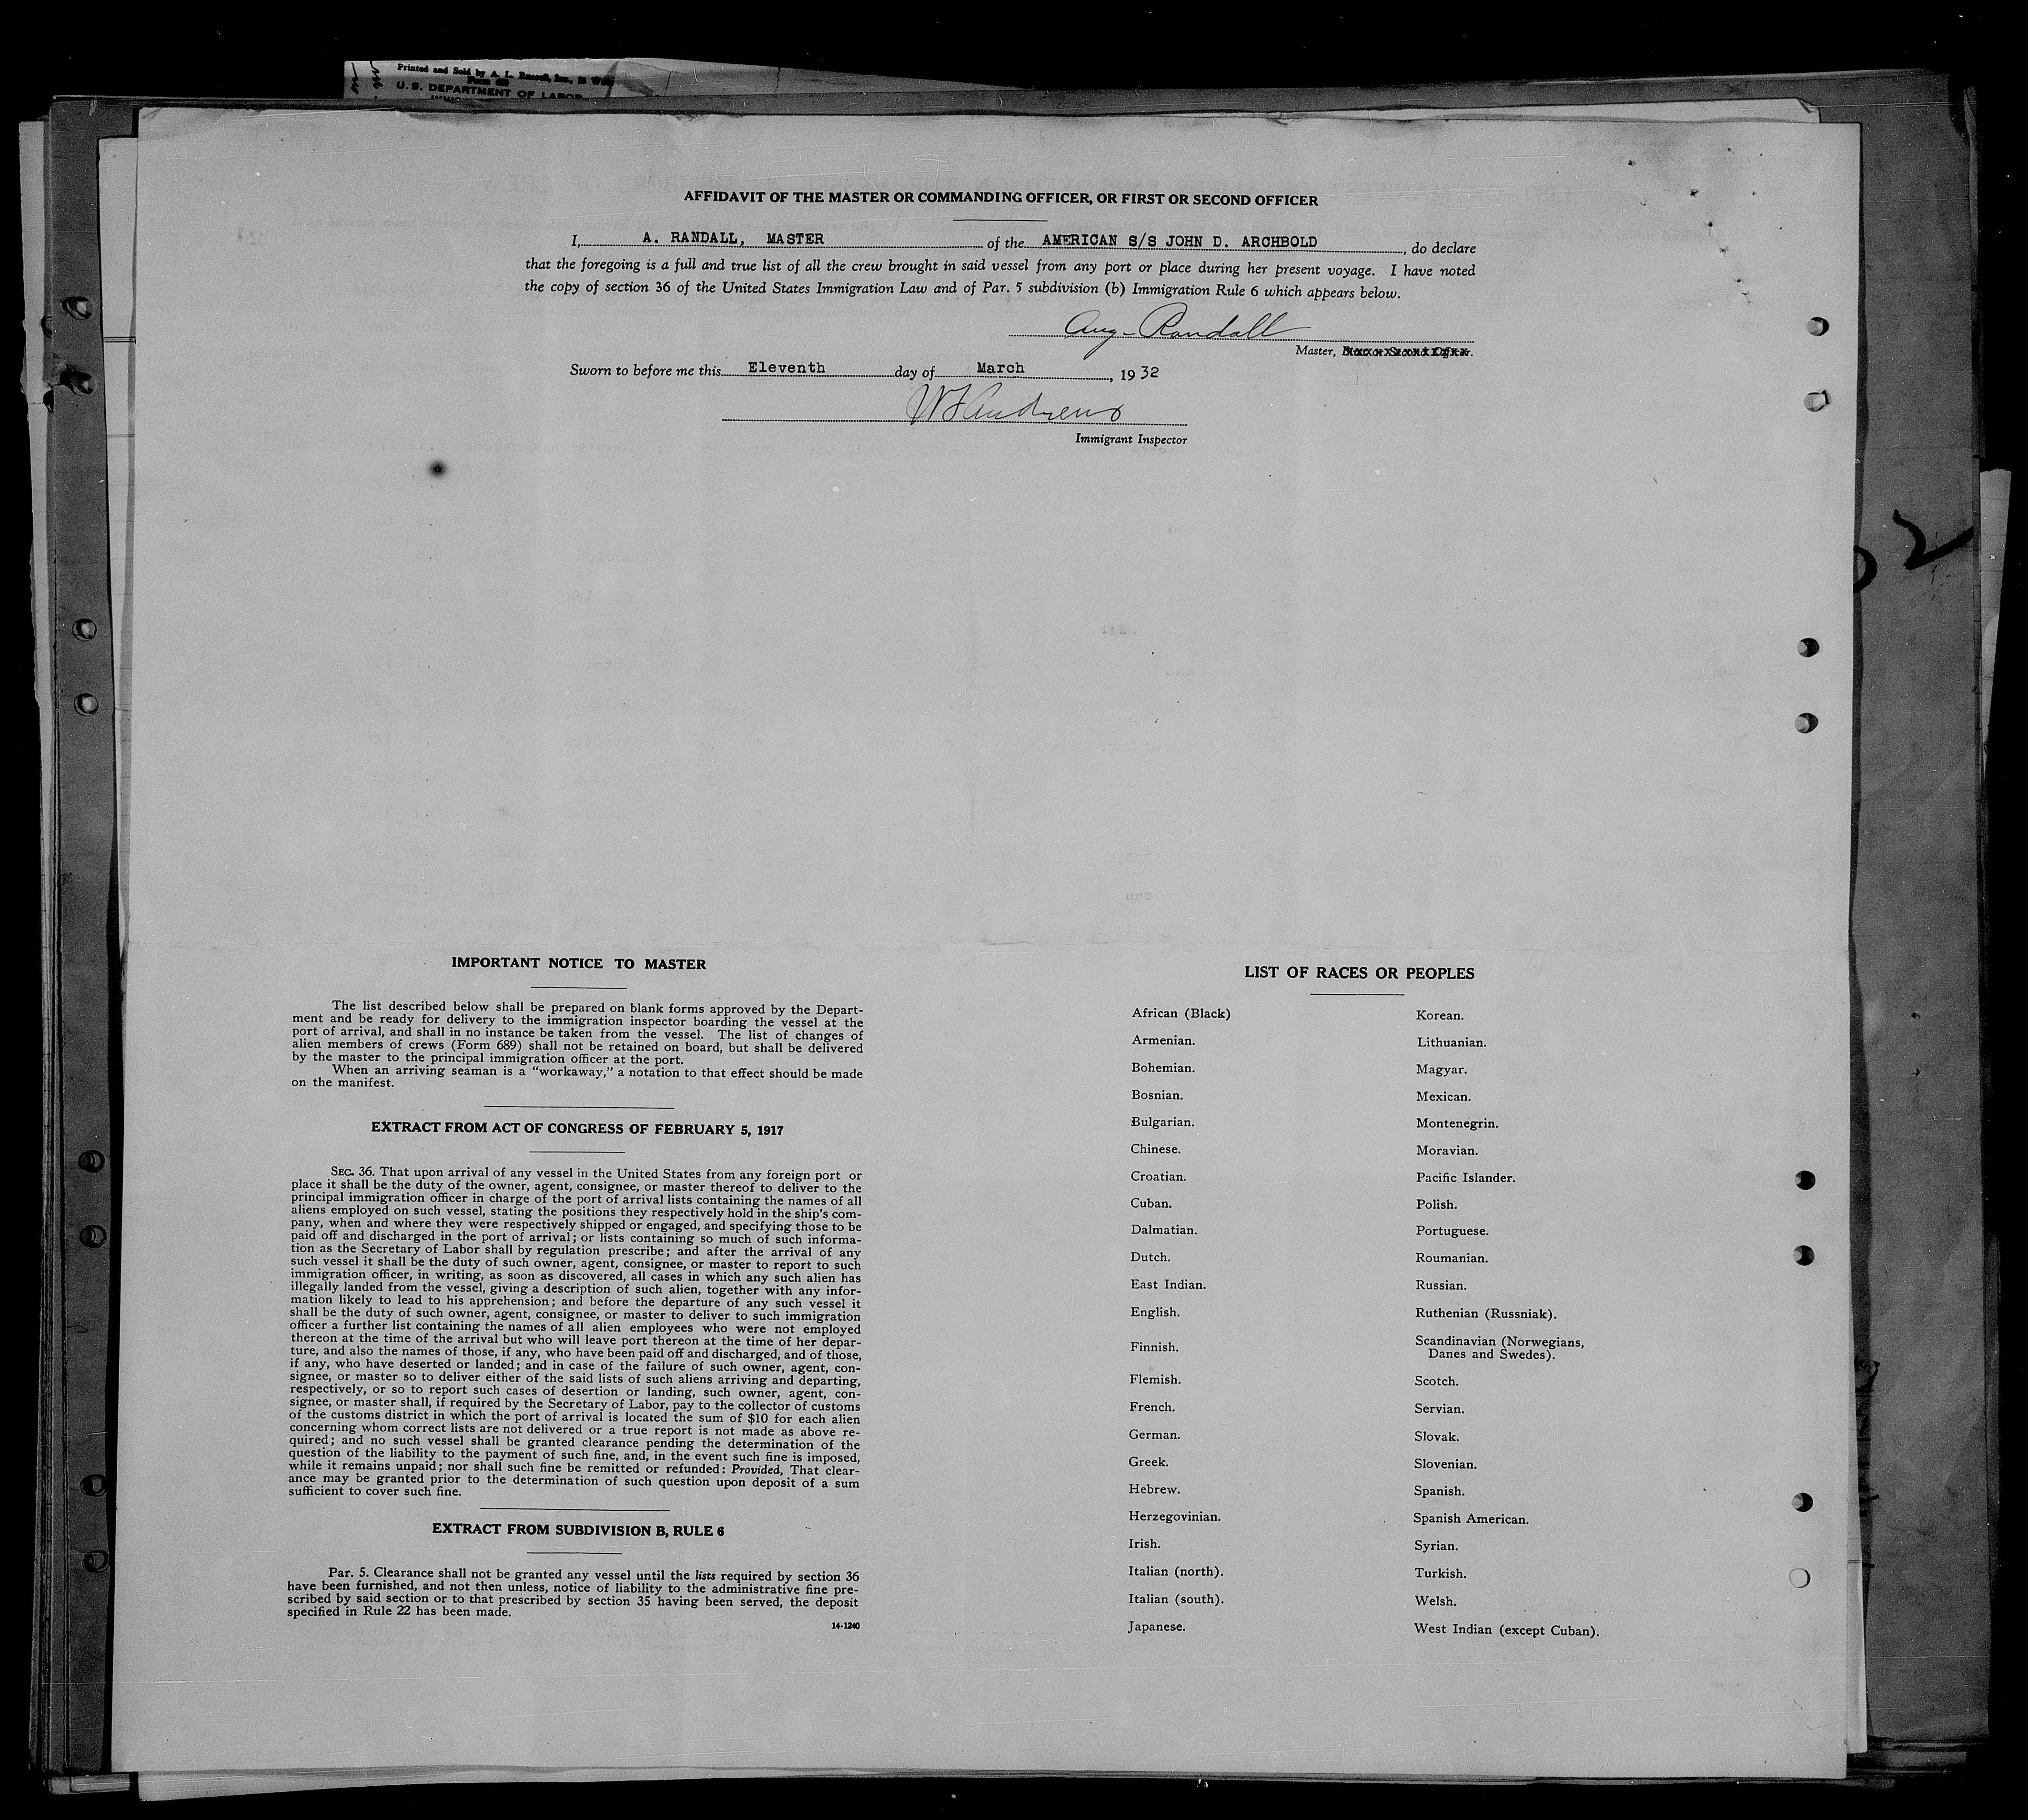 Printed and Sold by A. L. Russell, Inc.,
Form 689
U. S. DEPARTMENT OF LABOR
AFFIDAVIT OF THE MASTER OR COMMANDING OFFICER, OR FIRST OR SECOND OFFICER
I, A. RANDALL, MASTER of the AMERICAN S/S JOHN D. ARCHBOLD, do declare
that the foregoing is a full and true list of all the crew brought in said vessel from any port or place during her present voyage. I have noted
the copy of section 36 of the United States Immigration Law and of Par. 5 subdivision (b) Immigration Rule 6 which appears below.
Aug. Randall
Master,
Sworn to before me this Eleventh day of March, 1932
W F Andrews
Immigrant Inspector
IMPORTANT NOTICE TO MASTER
The list described below shall be prepared on blank forms approved by the Depart-
ment and be ready for delivery to the immigration inspector boarding the vessel at the
port of arrival, and shall in no instance be taken from the vessel. The list of changes of
alien members of crews (Form 689) shall not be retained on board, but shall be delivered
by the master to the principal immigration officer at the port.
When an arriving seaman is a "workaway," a notation to that effect should be made
on the manifest.
EXTRACT FROM ACT OF CONGRESS OF FEBRUARY 5, 1917
SEC. 36. That upon arrival of any vessel in the United States from any foreign port or
place it shall be the duty of the owner, agent, consignee, or master thereof to deliver to the
principal immigration officer in charge of the port of arrival lists containing the names of all
aliens employed on such vessel, stating the positions they respectively hold in the ship's com-
pany, when and where they were respectively shipped or engaged, and specifying those to be
paid off and discharged in the port of arrival; or lists containing so much of such informa-
tion as the Secretary of Labor shall by regulation prescribe; and after the arrival of any
such vessel it shall be the duty of such owner, agent, consignee, or master to report to such
immigration officer, in writing, as soon as discovered, all cases in which any such alien has
illegally landed from the vessel, giving a description of such alien, together with any infor-
mation likely to lead to his apprehension; and before the departure of any such vessel it
shall be the duty of such owner, agent, consignee, or master to deliver to such immigration
officer a further list containing the names of all alien employees who were not employed
thereon at the time of the arrival but who will leave port thereon at the time of her depar-
ture, and also the names of those, if any, who have been paid off and discharged, and of those,
if any, who have deserted or landed; and in case of the failure of such owner, agent, con-
signee, or master so to deliver either of the said lists of such aliens arriving and departing,
respectively, or so to report such cases of desertion or landing, such owner, agent, con-
signee, or master shall, if required by the Secretary of Labor, pay to the collector of customs
of the customs district in which the port of arrival is located the sum of $10 for each alien
concerning whom correct lists are not delivered or a true report is not made as above re-
quired; and no such vessel shall be granted clearance pending the determination of the
question of the liability to the payment of such fine, and, in the event such fine is imposed,
while it remains unpaid; nor shall such fine be remitted or refunded: Provided, That clear-
ance may be granted prior to the determination of such question upon deposit of a sum
sufficient to cover such fine.
EXTRACT FROM SUBDIVISION B, RULE 6
Par. 5. Clearance shall not be granted any vessel until the lists required by section 36
have been furnished, and not then unless, notice of liability to the administrative fine pre-
scribed by said section or to that prescribed by section 35 having been served, the deposit
specified in Rule 22 has been made.
14-1240
LIST OF RACES OR PEOPLES
African (Black)
Armenian.
Bohemian.
Bosnian.
Bulgarian.
Chinese.
Croatian.
Cuban.
Dalmatian.
Dutch.
East Indian.
English.
Finnish.
Flemish.
French.
German.
Greek.
Hebrew.
Herzegovinian.
Irish.
Italian (north).
Italian (south).
Japanese.
Korean.
Lithuanian.
Magyar.
Mexican.
Montenegrin.
Moravian.
Pacific Islander.
Polish.
Portuguese.
Roumanian.
Russian.
Ruthenian (Russniak).
Scandinavian (Norwegians,
Danes and Swedes).
Scotch.
Servian.
Slovak.
Slovenian.
Spanish.
Spanish American.
Syrian.
Turkish.
Welsh.
West Indian (except Cuban).